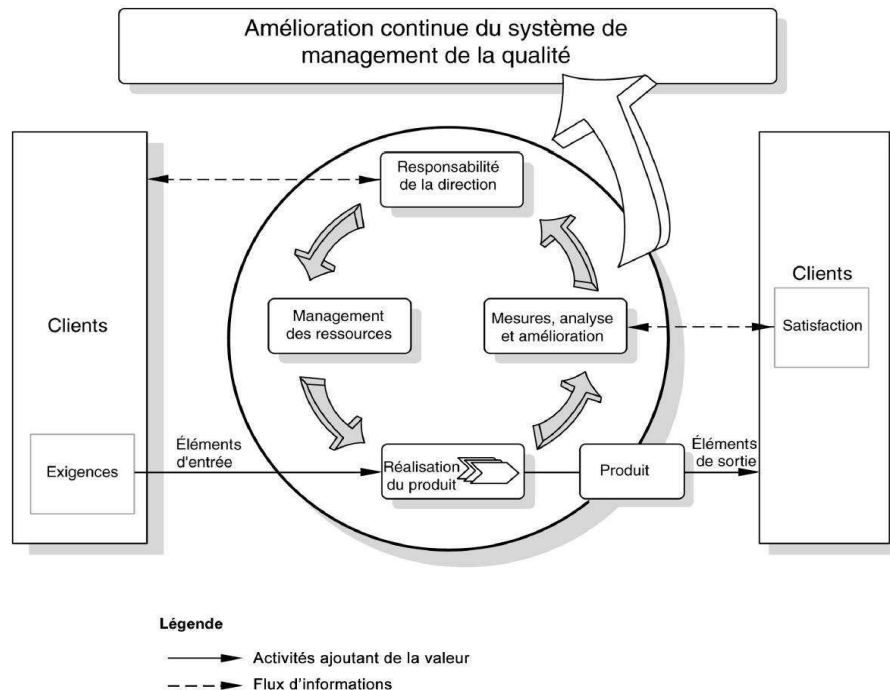 Amélioration continue du système de
management de la qualité
Responsabilité
de la direction
Clients
Management
des ressources
Mesures, analyse
et amélioration
Clients
Satisfaction
Exigences
Éléments
d'entrée
Réalisation
du produit
Produit
Éléments
de sortie
Légende
Activités ajoutant de la valeur
Flux d'informations